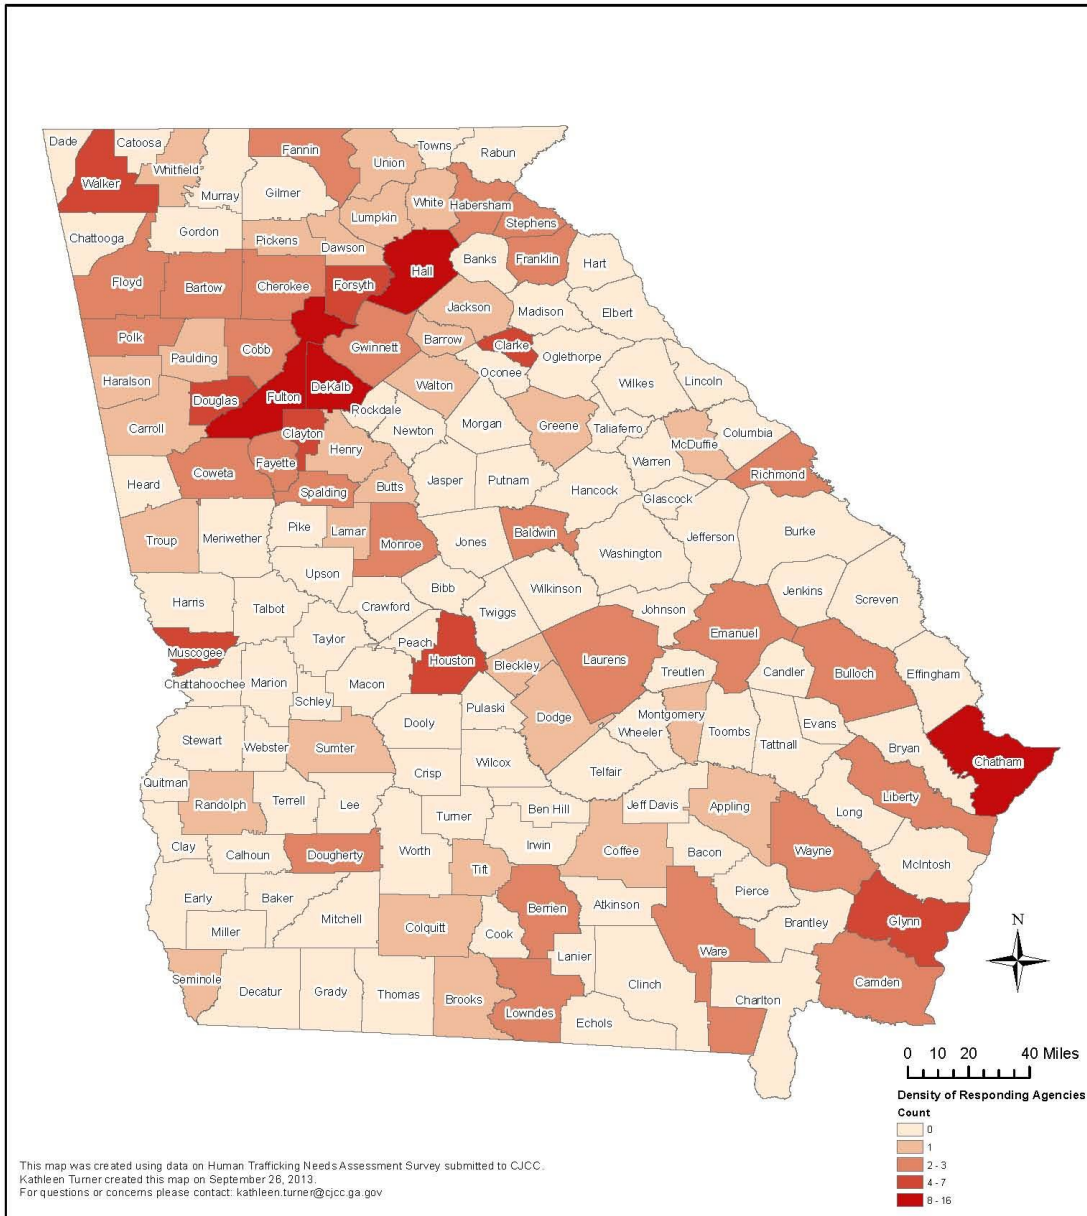 Dade
Catoosa
Walker
Whitfield
Murray
Fannin
Gilmer
Union
Towns
Rabun
White
Habersham
Stephens
Lumpkin
Chattooga
Gordon
Pickens
Dawson
Hall
Banks
Franklin
Hart
Floyd
Bartow
Cherokee
Forsyth
Jackson
Madison
Elbert
Polk
Paulding
Cobb
Gwinnett
Barrow
Clarke
Oglethorpe
Oconee
Haralson
Douglas
Fulton
DeKalb
Walton
Wilkes
Lincoln
Rockdale
Newton
Morgan
Greene
Taliaferro
Columbia
McDuffie
Carroll
Clayton
Henry
Fayette
Coweta
Warren
Richmond
Heard
Spalding
Butts
Jasper
Putnam
Hancock
Glascock
Troup
Meriwether
Pike
Lamar
Monroe
Jones
Baldwin
Washington
Jefferson
Burke
Upson
Bibb
Wilkinson
Jenkins
Screven
Harris
Talbot
Crawford
Twiggs
Johnson
Emanuel
Muscogee
Taylor
Peach
Houston
Bleckley
Laurens
Treutlen
Candler
Bulloch
Effingham
Chattahoochee
Marion
Macon
Schley
Pulaski
Dodge
Montgomery
Wheeler
Toombs
Evans
Tattnall
Bryan
Chatham
Stewart
Webster
Sumter
Dooly
Crisp
Wilcox
Telfair
Liberty
Quitman
Randolph
Terrell
Lee
Turner
Ben Hill
Jeff Davis
Appling
Long
Clay
Calhoun
Dougherty
Worth
Irwin
Coffee
Bacon
Wayne
McIntosh
Tift
Pierce
Early
Baker
Mitchell
Berrien
Atkinson
Brantley
Glynn
Miller
Colquitt
Cook
Lanier
Ware
Camden
Seminole
Decatur
Grady
Thomas
Brooks
Lowndes
Clinch
Echols
Charlton
N
0 10 20 40 Miles
Density of Responding Agencies
Count
0
1
2 - 3
4 - 7
8 - 16
This map was created using data on Human Trafficking Needs Assessment Survey submitted to CJCC.
Kathleen Turner created this map on September 26, 2013.
For questions or concerns please contact: kathleen.turner@cjcc.ga.gov